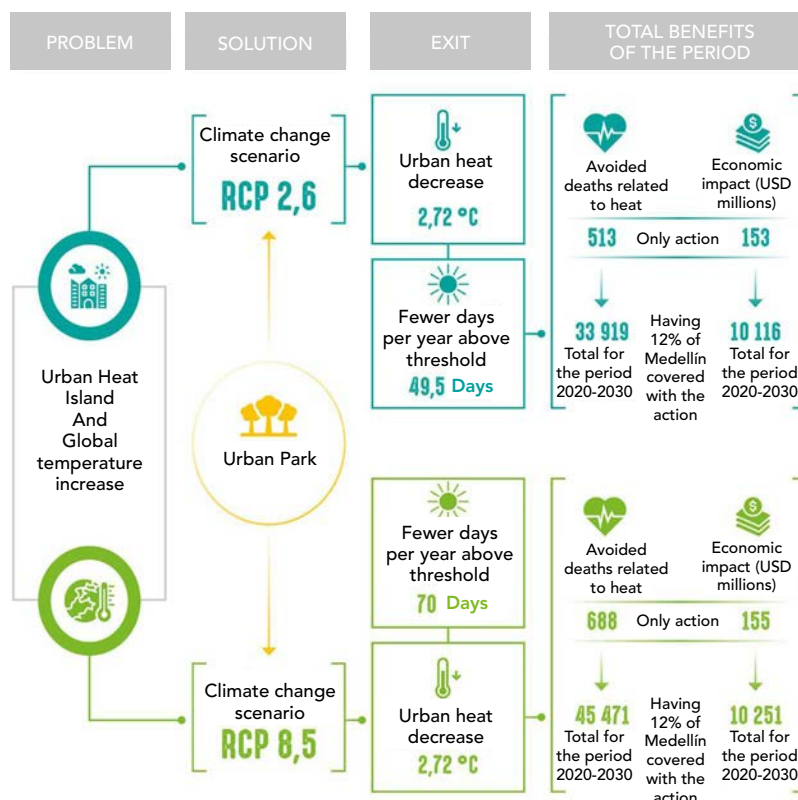 PROBLEM
SOLUTION
EXIT
TOTAL BENEFITS
OF THE PERIOD
Urban Heat
Island
And
Global
temperature
increase
Climate change
scenario
RCP 2,6
Urban Park
Climate change
scenario
RCP 8,5
Urban heat
decrease
2,72 °C
Fewer days
per year above
threshold
49,5 Days
Avoided
deaths related
to heat
Economic
impact (USD
millions)
513 Only action 153
33 919
Total for
the period
2020-2030
Having
12% of
Medellín
covered
with the
action
10 116
Total for
the period
2020-2030
Fewer days
per year above
threshold
70 Days
Urban heat
decrease
2,72 °C
Avoided
deaths related
to heat
Economic
impact (USD
millions)
688 Only action 155
45 471
Total for
the period
2020-2030
Having
12% of
Medellín
covered
with the
action
10 251
Total for
the period
2020-2030